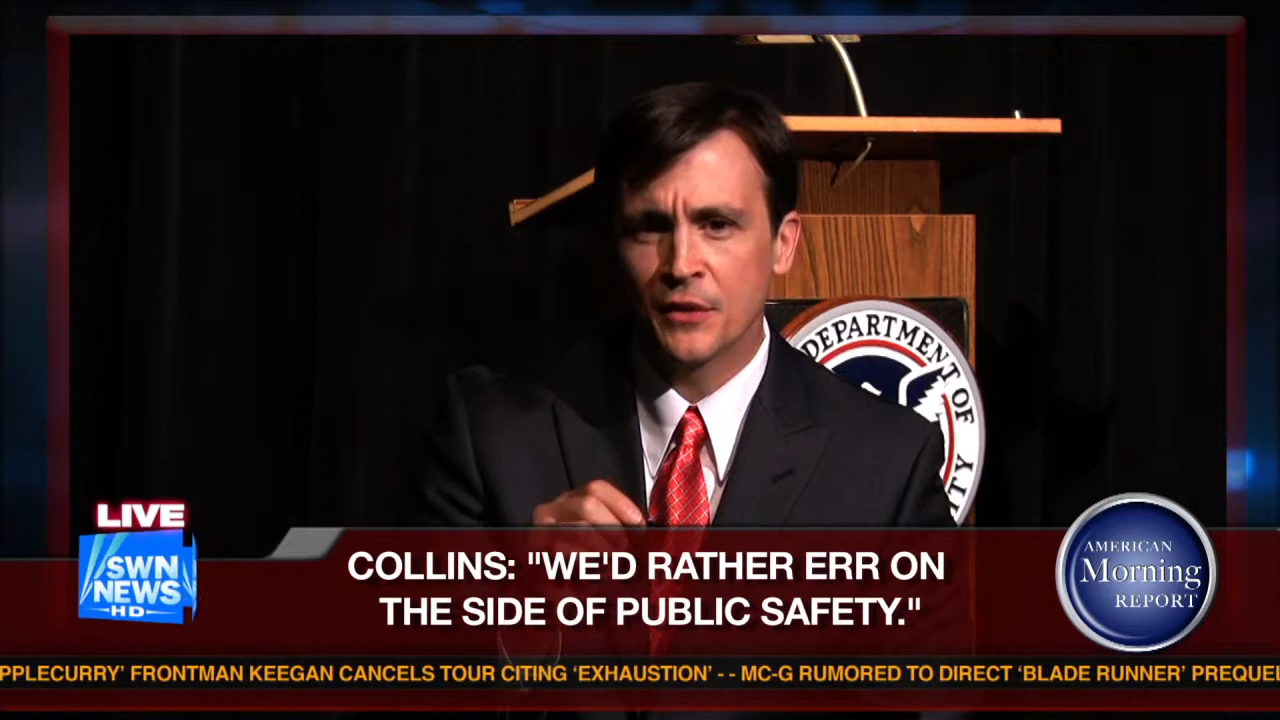 DEPARTMENT OF
LIVE
SWN
NEWS
HD
COLLINS: "WE'D RATHER ERR ON
THE SIDE OF PUBLIC SAFETY."
AMERICAN
Morning
REPORT
FRONTMAN KEEGAN CANCELS TOUR CITING ‘EXHAUSTION’ - - MC-G RUMORED TO DIRECT ‘BLADE RUNNER’